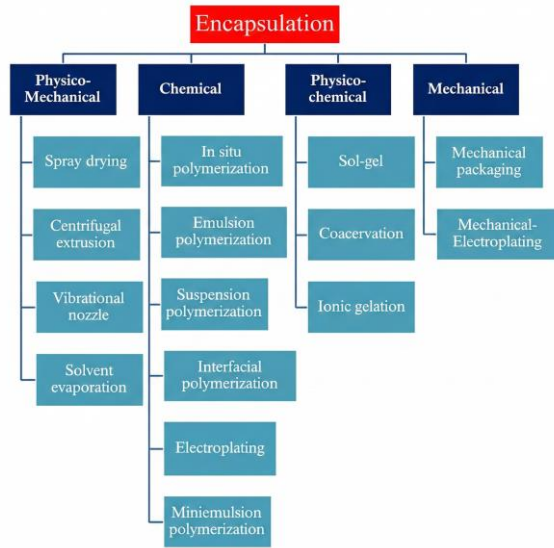 Encapsulation
Physico-
Mechanical
Chemical
Physico-
chemical
Mechanical
Spray drying
Centrifugal
extrusion
Vibrational
nozzle
Solvent
evaporation
In situ
polymerization
Emulsion
polymerization
Suspension
polymerization
Interfacial
polymerization
Electroplating
Miniemulsion
polymerization
Sol-gel
Coacervation
Ionic gelation
Mechanical
packaging
Mechanical-
Electroplating